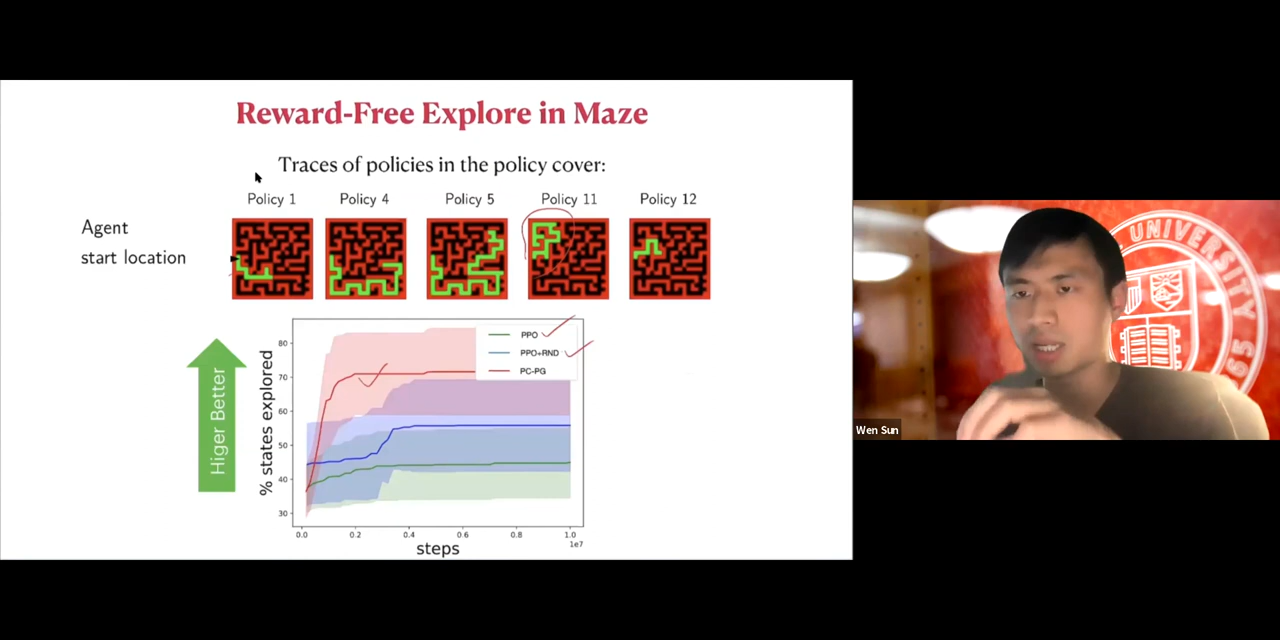 Reward-Free Explore in Maze
Traces of policies in the policy cover:
Policy 1 Policy 4 Policy 5 Policy 11 Policy 12
Agent
start location
Higer Better
% states explored
80
70
60
50
40
30
PPO
PPO+RND
PC-PG
0.0 0.2 0.4 0.6 0.8 1.0
1e7
steps
UNIVERSITY
Wen Sun